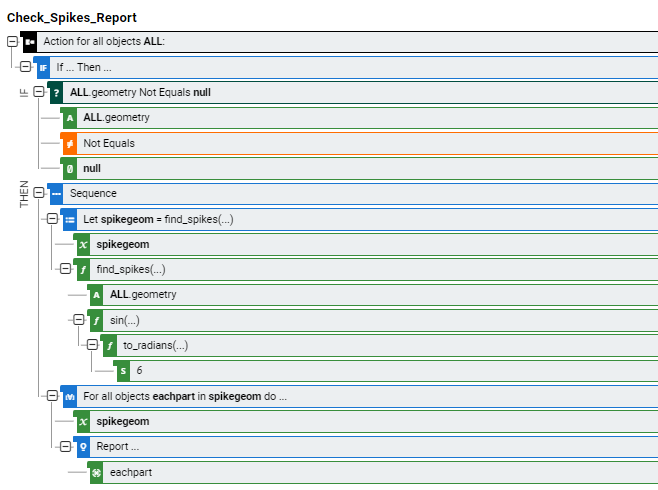 Check_Spikes_Report
Action for all objects ALL:
IF If ... Then ...
IF
? ALL.geometry Not Equals null
A ALL.geometry
≠ Not Equals
null
THEN
Sequence
Let spikegeom = find_spikes(...)
x spikegeom
f find_spikes(...)
A ALL.geometry
f sin(...)
f to_radians(...)
S 6
For all objects eachpart in spikegeom do ...
x spikegeom
Report ...
eachpart